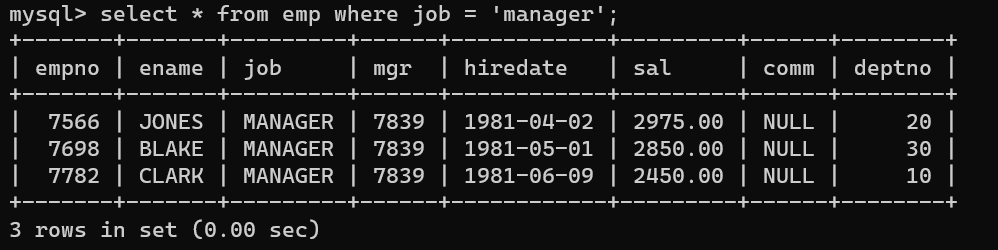 mysql> select * from emp where job = 'manager';
+-------+-------+---------+------+------------+---------+------+--------+
| empno | ename | job     | mgr  | hiredate   | sal     | comm | deptno |
+-------+-------+---------+------+------------+---------+------+--------+
|  7566 | JONES | MANAGER | 7839 | 1981-04-02 | 2975.00 | NULL |     20 |
|  7698 | BLAKE | MANAGER | 7839 | 1981-05-01 | 2850.00 | NULL |     30 |
|  7782 | CLARK | MANAGER | 7839 | 1981-06-09 | 2450.00 | NULL |     10 |
+-------+-------+---------+------+------------+---------+------+--------+
3 rows in set (0.00 sec)